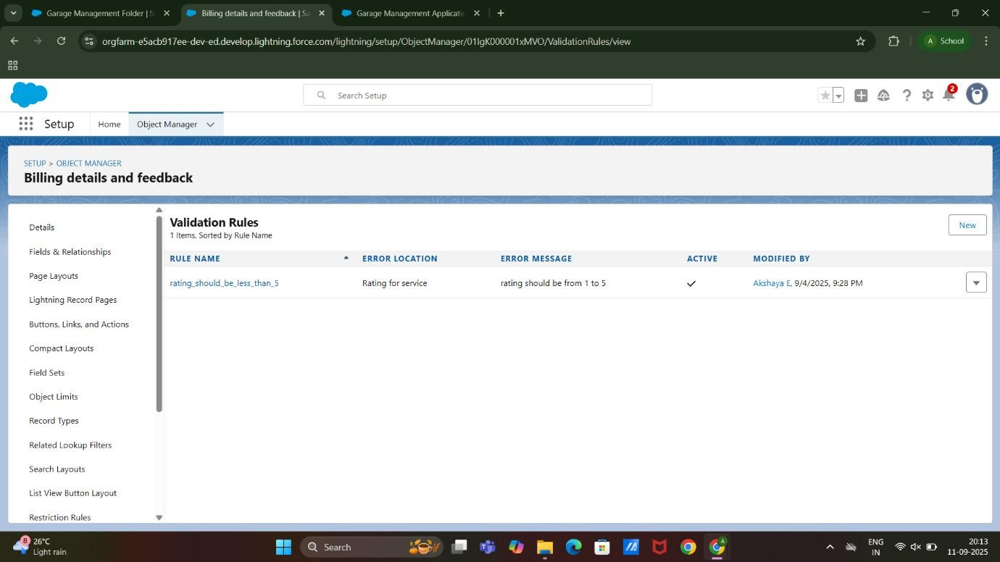 Garage Management Folder | S
Billing details and feedback | Sa
Garage Management Applicatio
orgfarm-e5acb917ee-dev-ed.develop.lightning.force.com/lightning/setup/ObjectManager/01IgK000001xMVO/ValidationRules/view
A School
Search Setup
2
Setup
Home
Object Manager
SETUP > OBJECT MANAGER
Billing details and feedback
Details
Fields & Relationships
Page Layouts
Lightning Record Pages
Buttons, Links, and Actions
Compact Layouts
Field Sets
Object Limits
Record Types
Related Lookup Filters
Search Layouts
List View Button Layout
Restriction Rules
Validation Rules
1 Items, Sorted by Rule Name
New
RULE NAME ERROR LOCATION ERROR MESSAGE ACTIVE MODIFIED BY
rating_should_be_less_than_5 Rating for service rating should be from 1 to 5 Akshaya E, 9/4/2025, 9:28 PM
8
26°C
Light rain
Search
ENG
IN
20:13
11-09-2025